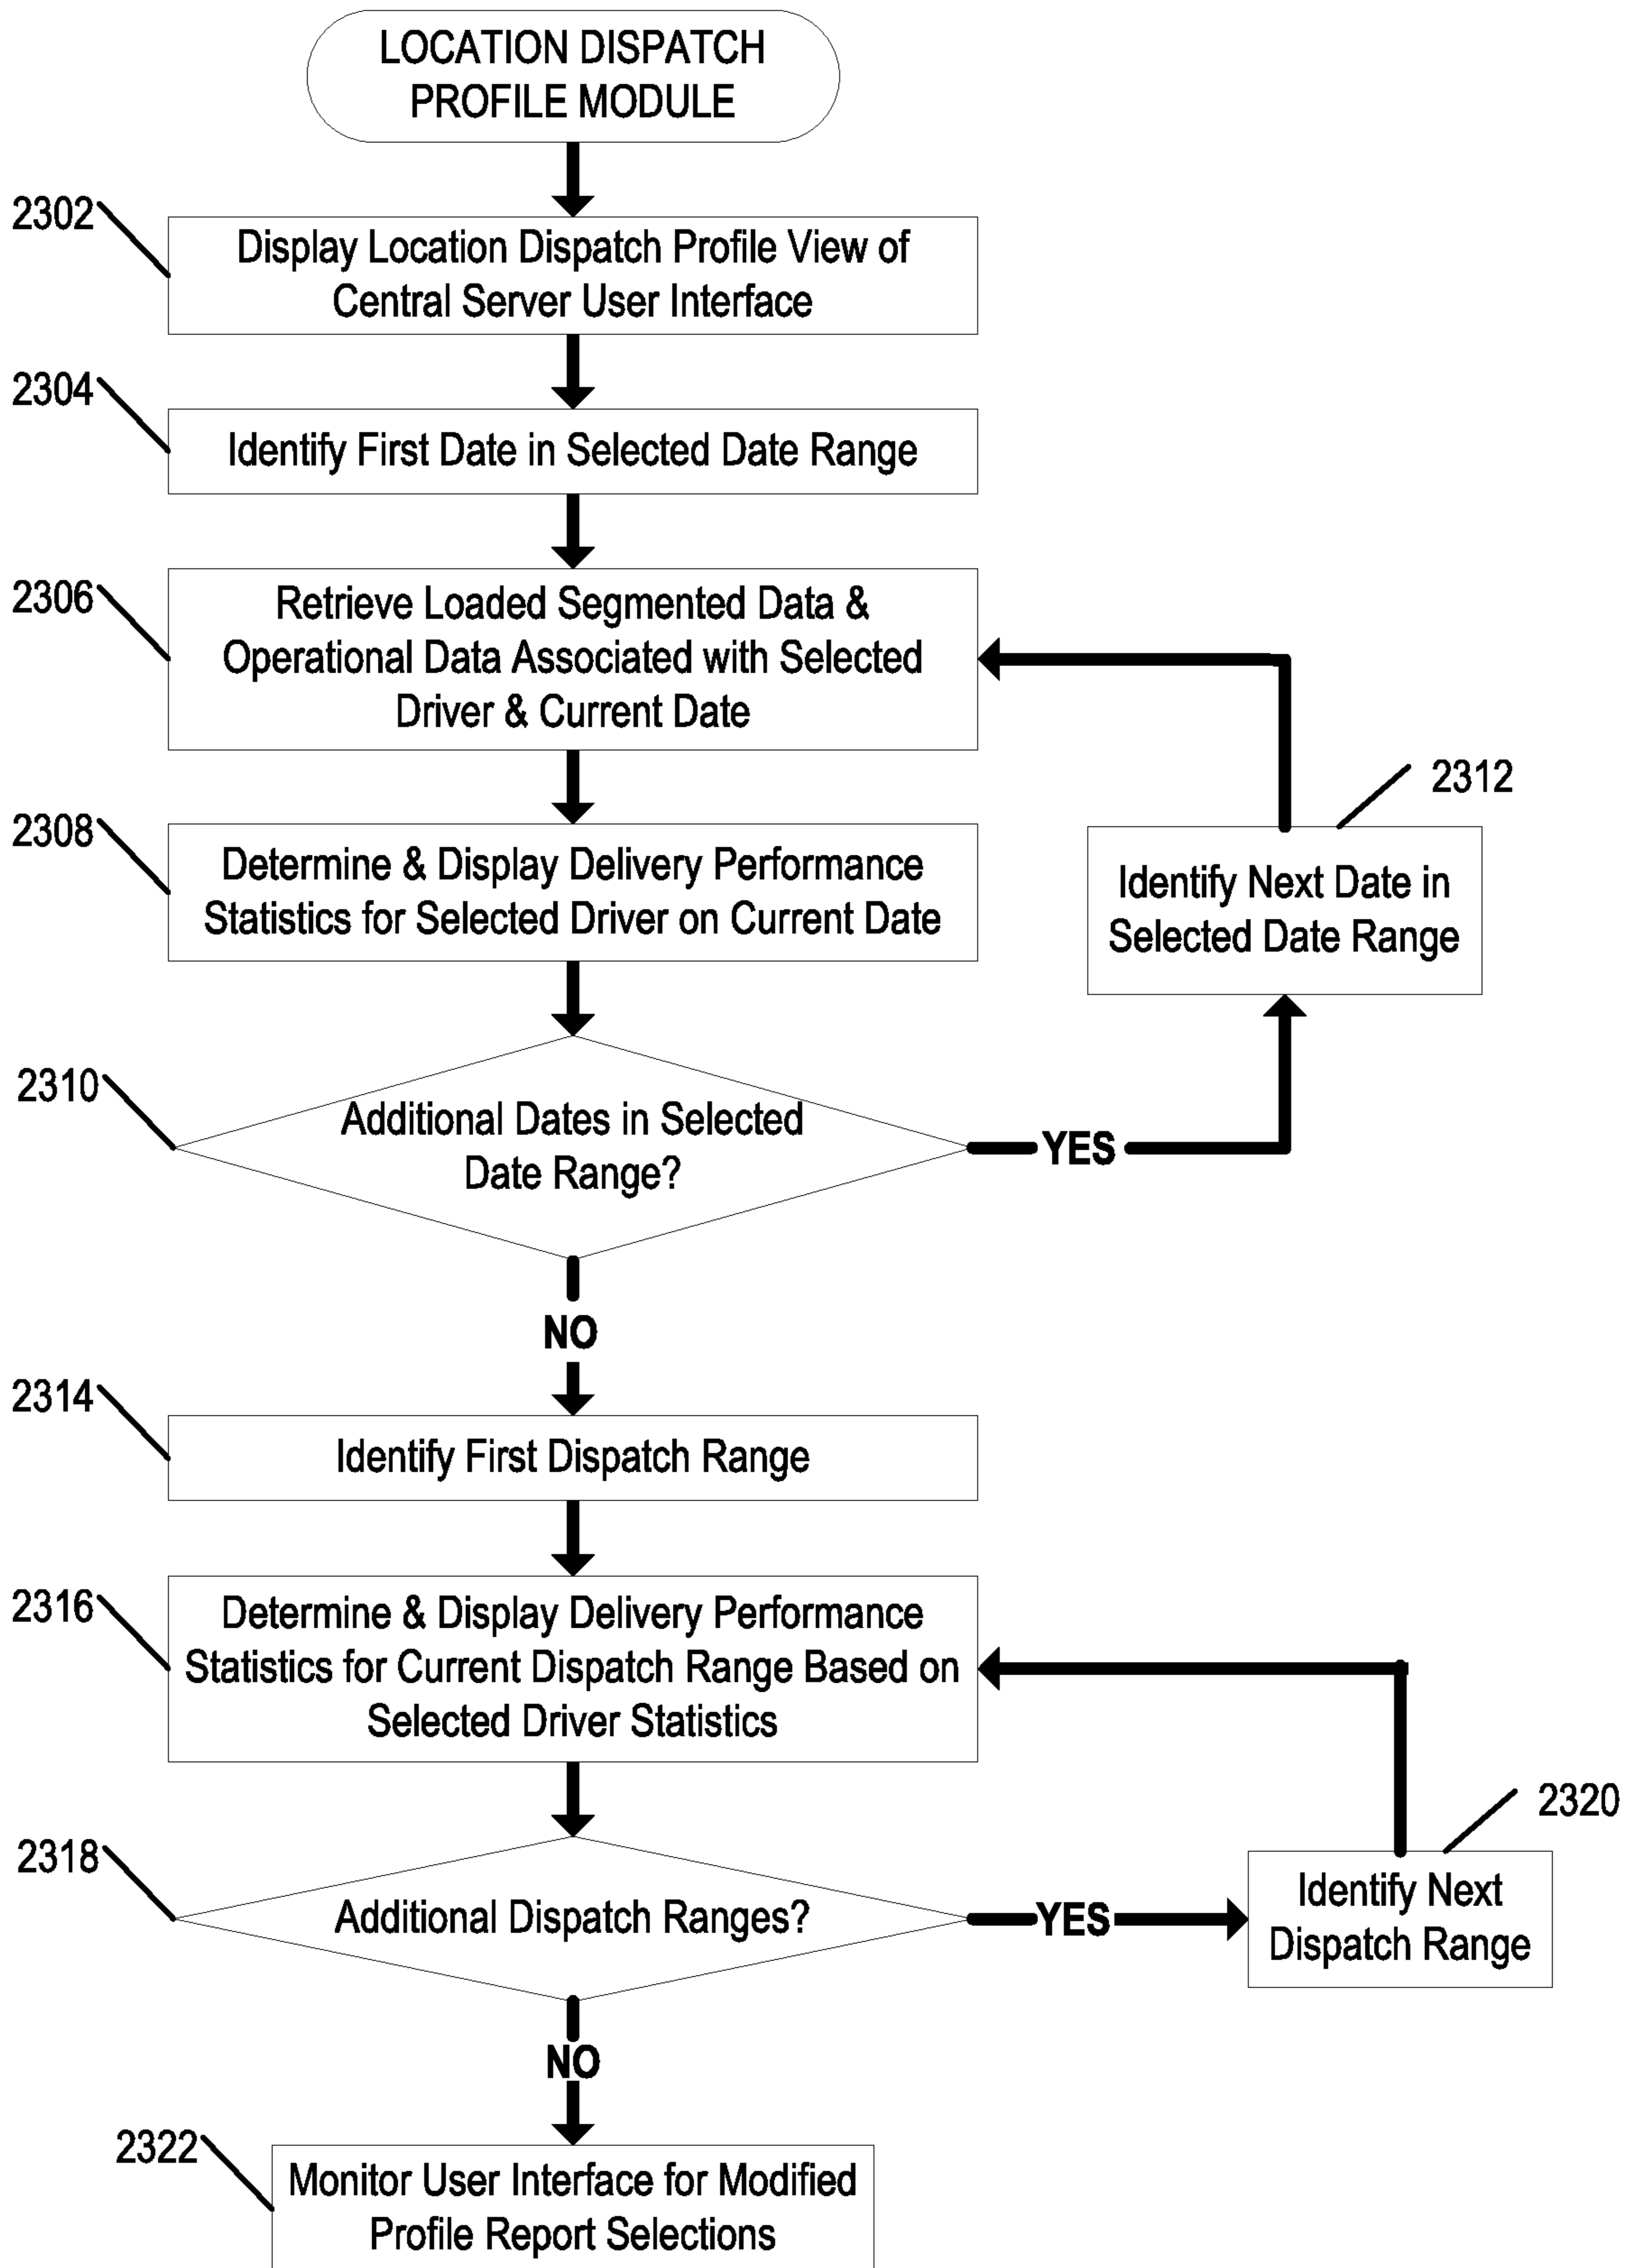 LOCATION DISPATCH
PROFILE MODULE
2302
Display Location Dispatch Profile View of
Central Server User Interface
2304
Identify First Date in Selected Date Range
2306
Retrieve Loaded Segmented Data &
Operational Data Associated with Selected
Driver & Current Date
2308
Determine & Display Delivery Performance
Statistics for Selected Driver on Current Date
2312
Identify Next Date in
Selected Date Range
2310
Additional Dates in Selected
Date Range?
YES
NO
2314
Identify First Dispatch Range
2316
Determine & Display Delivery Performance
Statistics for Current Dispatch Range Based on
Selected Driver Statistics
2318
Additional Dispatch Ranges?
YES
2320
Identify Next
Dispatch Range
NO
2322
Monitor User Interface for Modified
Profile Report Selections